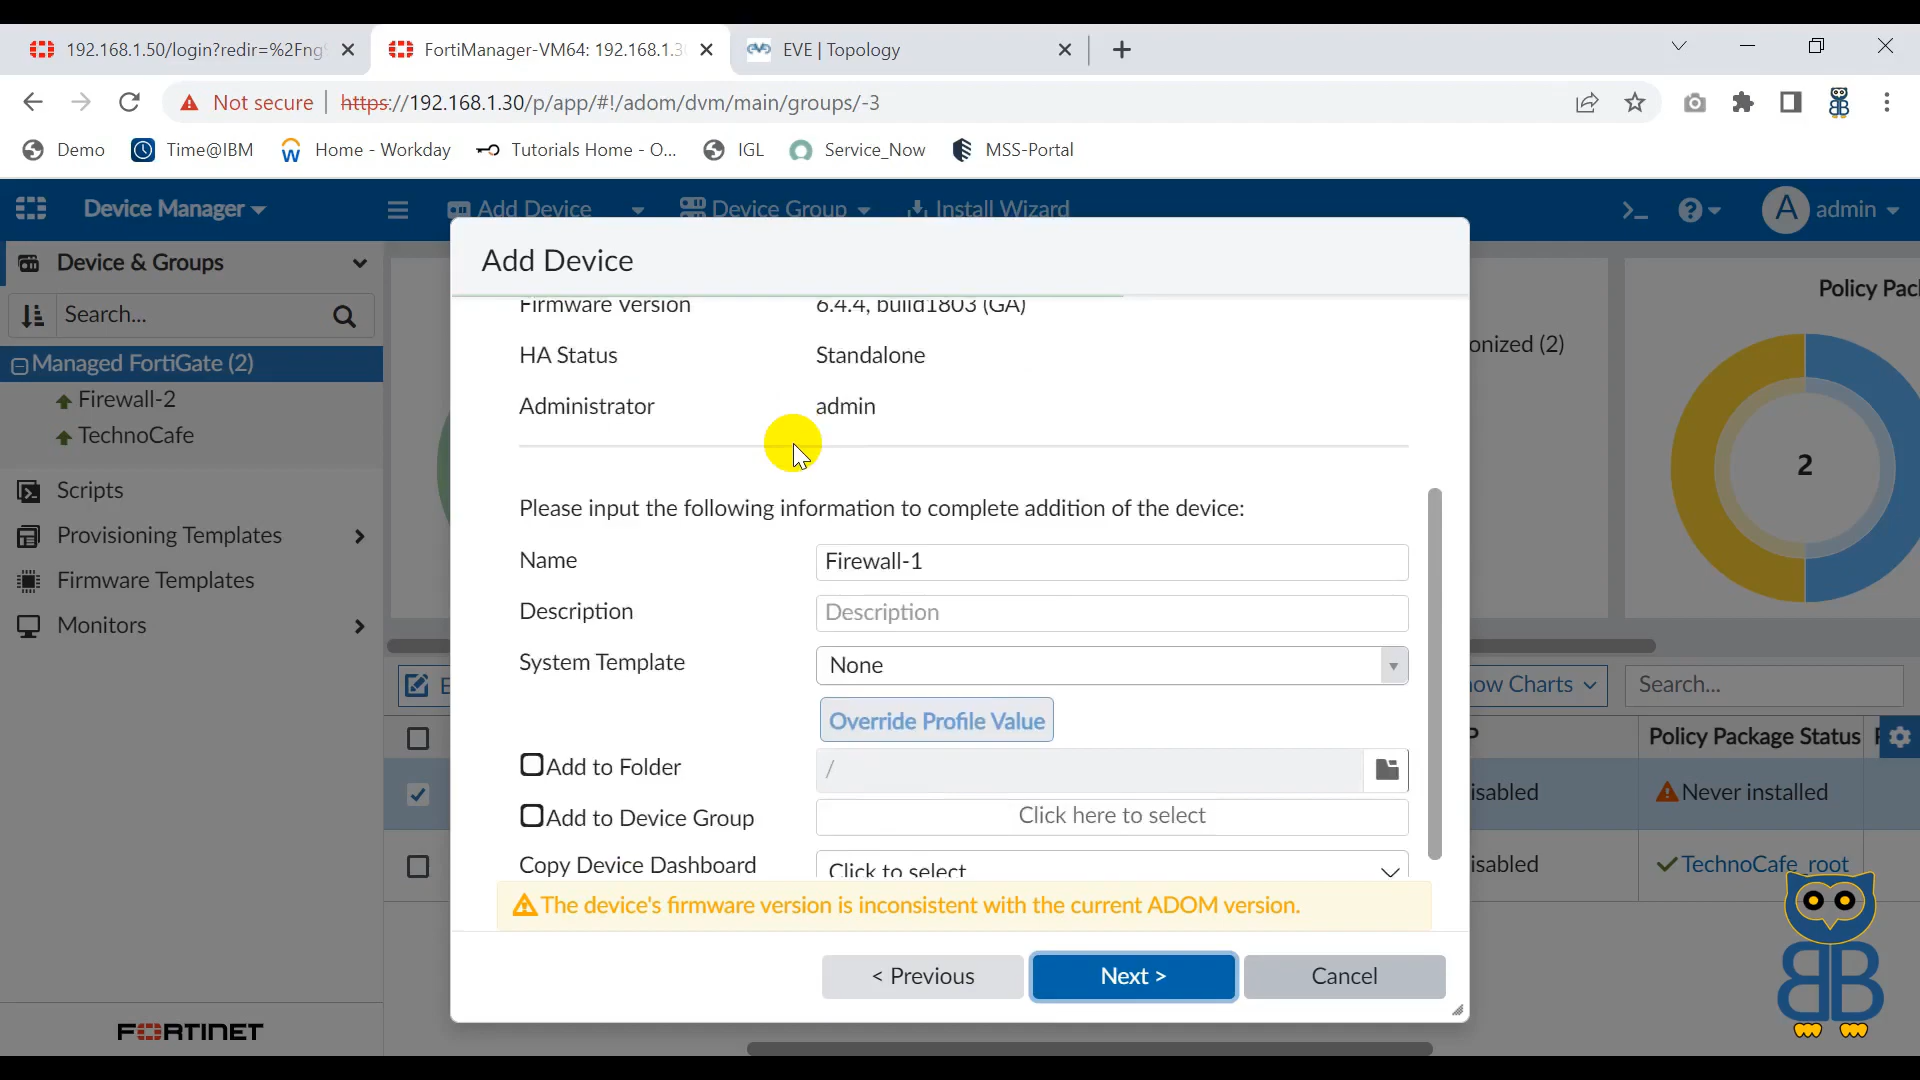 192.168.1.50/login?redir=%2Fng
FortiManager-VM64: 192.168.1.3
EVE | Topology
Not secure
https://192.168.1.30/p/app/#!/adom/dvm/main/groups/-3
Demo
Time@IBM
Home - Workday
Tutorials Home - O...
IGL
Service_Now
MSS-Portal
Device Manager
Add Device
Device Group
Install Wizard
A
admin
Device & Groups
Search...
Managed FortiGate (2)
Firewall-2
TechnoCafe
Scripts
Provisioning Templates
Firmware Templates
Monitors
FORTINET
Add Device
Firmware Version 6.4.4, build1803 (GA)
HA Status Standalone
Administrator admin
Please input the following information to complete addition of the device:
Name Firewall-1
Description Description
System Template None
Override Profile Value
Add to Folder /
Add to Device Group Click here to select
Copy Device Dashboard Click to select
The device's firmware version is inconsistent with the current ADOM version.
< Previous
Next >
Cancel
Policy Pac
onized (2)
2
ow Charts
Search...
Policy Package Status
isabled
Never installed
isabled
TechnoCafe_root
BB